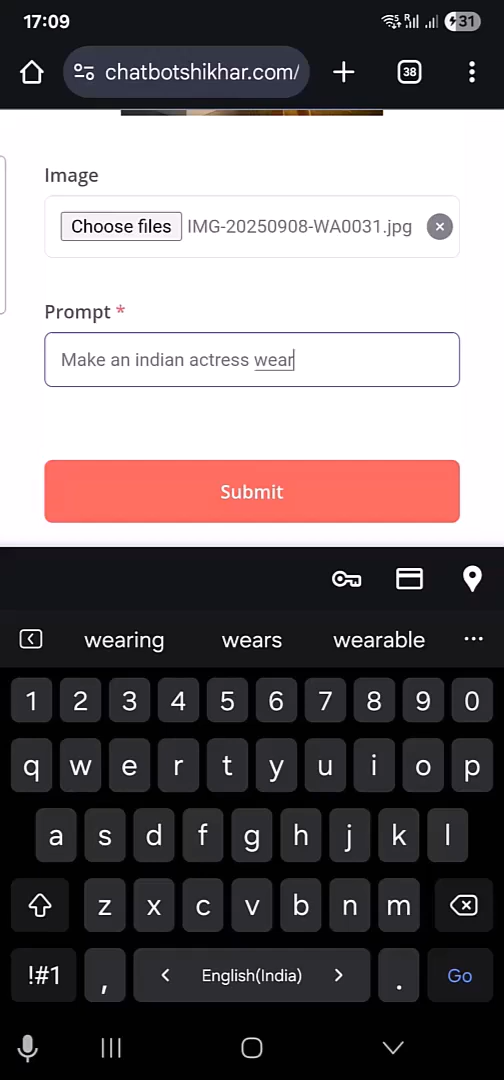 17:09
31
chatbotshikhar.com/
38
Image
Choose files IMG-20250908-WA0031.jpg
Prompt *
Make an indian actress wear
Submit
wearing wears wearable
1 2 3 4 5 6 7 8 9 0
q w e r t y u i o p
a s d f g h j k l
z x c v b n m
!#1 , English(India) . Go